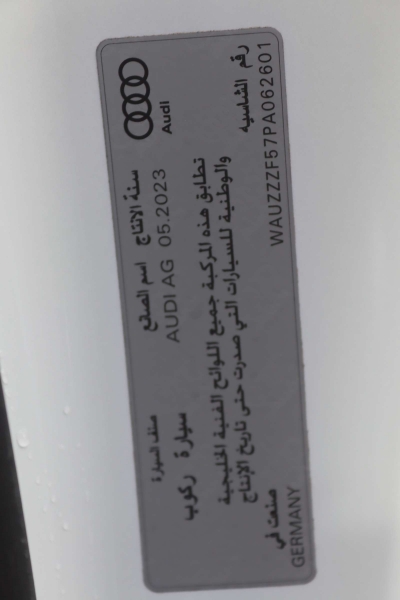 Audi
سنة الانتاج
05.2023
اسم الصانع
AUDI AG
صنف السيارة
سيارة ركوب
تطابق هذه المركبة جميع اللوائح الفنية الخليجية
والوطنية للسيارات التي صدرت حتى تاريخ الإنتاج
رقم الشاسيه
WAUZZZF57PA062601
صنعت في
GERMANY